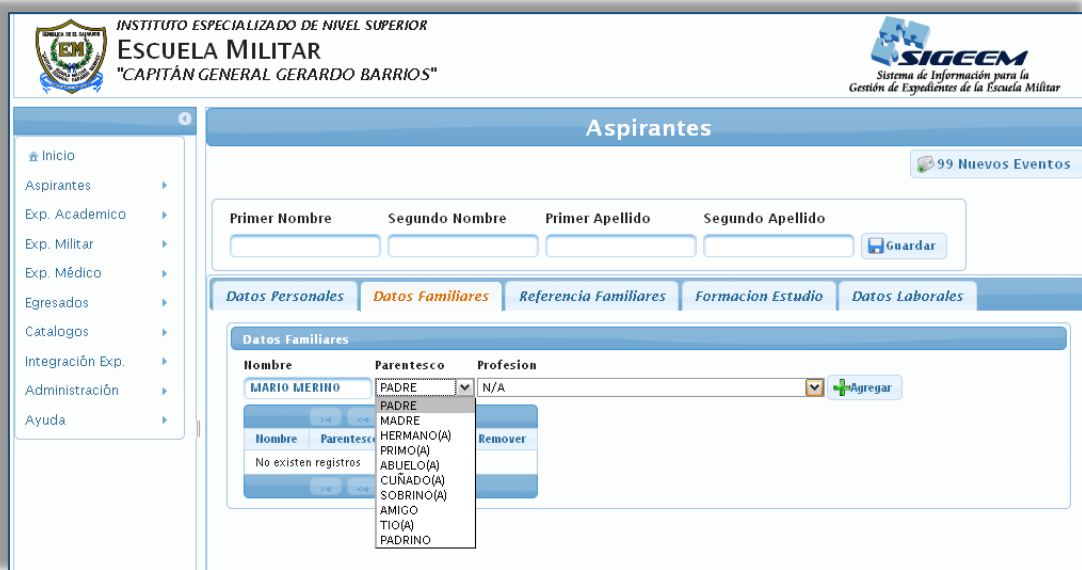 INSTITUTO ESPECIALIZADO DE NIVEL SUPERIOR
ESCUELA MILITAR
"CAPITÁN GENERAL GERARDO BARRIOS"
EM
SIGEEM
Sistema de Información para la
Gestión de Expedientes de la Escuela Militar
Aspirantes
99 Nuevos Eventos
Inicio
Aspirantes
Exp. Academico
Exp. Militar
Exp. Médico
Egresados
Catalogos
Integración Exp.
Administración
Ayuda
Primer Nombre Segundo Nombre Primer Apellido Segundo Apellido
Guardar
Datos Personales Datos Familiares Referencia Familiares Formacion Estudio Datos Laborales
Datos Familiares
Nombre Parentesco Profesion
MARIO MERINO PADRE N/A Agregar
Nombre Parentesco Remover
No existen registros
PADRE
MADRE
HERMANO(A)
PRIMO(A)
ABUELO(A)
CUÑADO(A)
SOBRINO(A)
AMIGO
TIO(A)
PADRINO